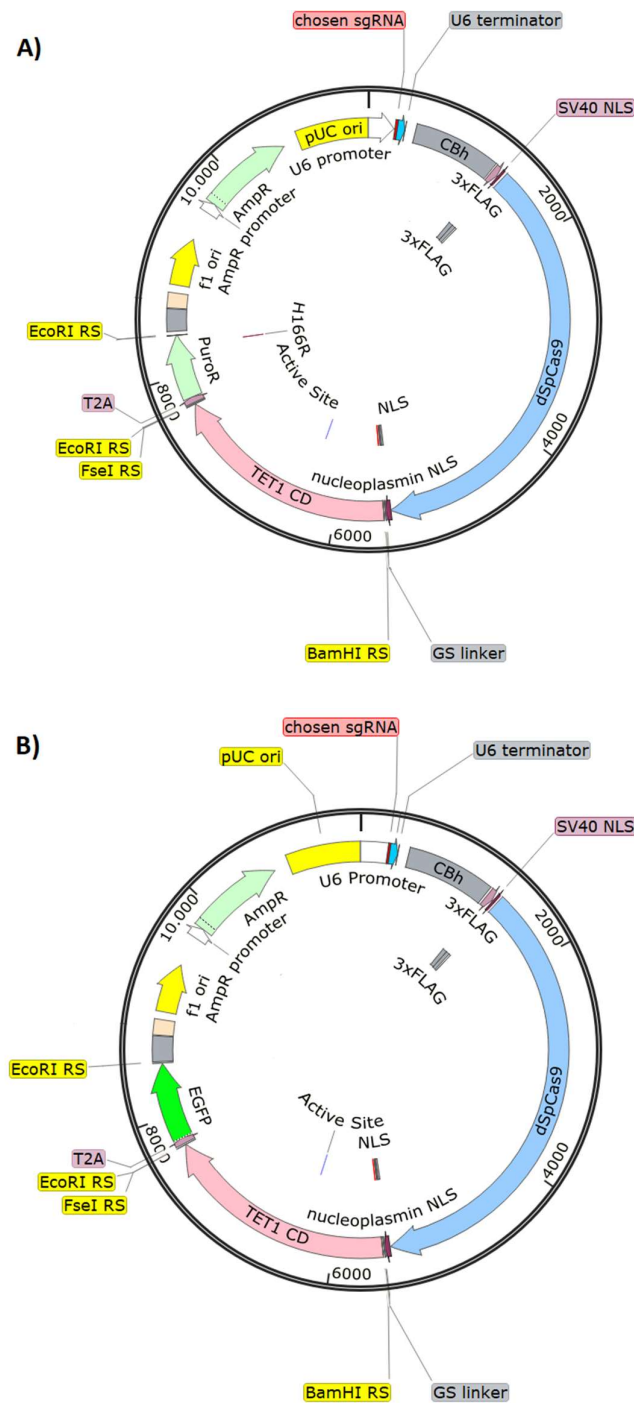 A)
chosen sgRNA
U6 terminator
SV40 NLS
pUC ori
U6 promoter
CBh
3xFLAG
3xFLAG
2000
10.000
AmpR
AmpR promoter
f1 ori
EcoRI RS
H166R
Active Site
PuroR
8000
T2A
EcoRI RS
FseI RS
dSpCas9
4000
NLS
nucleoplasmin NLS
TET1 CD
6000
BamHI RS
GS linker
B)
chosen sgRNA
pUC ori
U6 terminator
SV40 NLS
U6 Promoter
CBh
3xFLAG
3xFLAG
2000
10.000
AmpR
AmpR promoter
f1 ori
EcoRI RS
EGFP
Active Site
8000
T2A
EcoRI RS
FseI RS
dSpCas9
4000
NLS
nucleoplasmin NLS
TET1 CD
6000
BamHI RS
GS linker